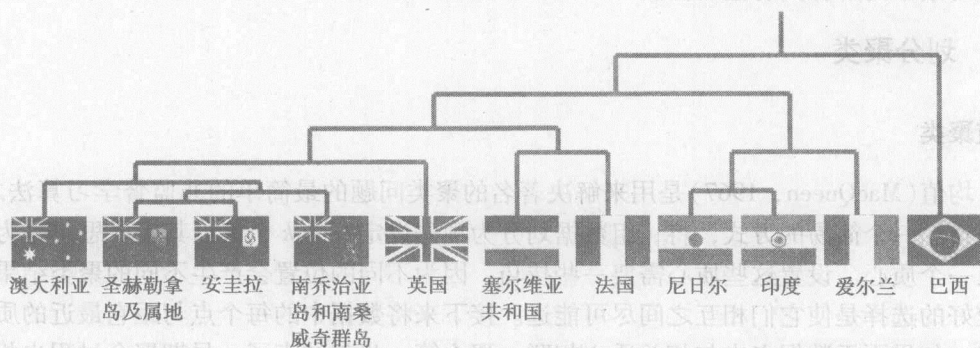 澳大利亚
圣赫勒拿
岛及属地
安圭拉
南乔治亚
岛和南桑
威奇群岛
英国
塞尔维亚
共和国
法国
尼日尔
印度
爱尔兰
巴西